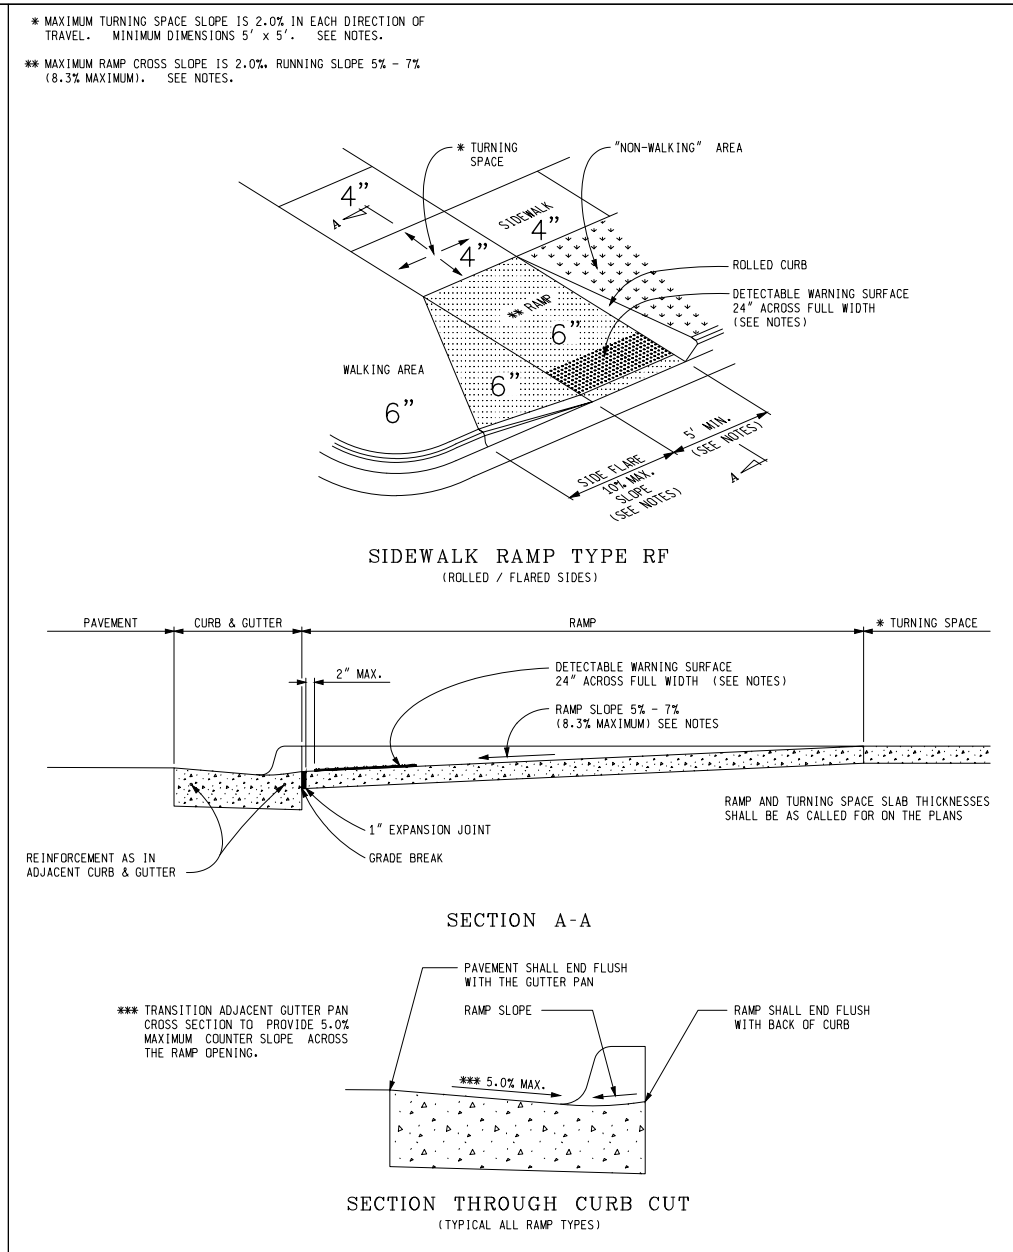 * MAXIMUM TURNING SPACE SLOPE IS 2.0% IN EACH DIRECTION OF
TRAVEL. MINIMUM DIMENSIONS 5' x 5'. SEE NOTES.
** MAXIMUM RAMP CROSS SLOPE IS 2.0%. RUNNING SLOPE 5% - 7%
(8.3% MAXIMUM). SEE NOTES.
* TURNING
SPACE
"NON-WALKING" AREA
4"
A
SIDEWALK
4"
4"
ROLLED CURB
DETECTABLE WARNING SURFACE
24" ACROSS FULL WIDTH
(SEE NOTES)
** RAMP
6"
WALKING AREA
6"
6"
5' MIN.
(SEE NOTES)
A
SIDE FLARE
10% MAX.
SLOPE
(SEE NOTES)
SIDEWALK RAMP TYPE RF
(ROLLED / FLARED SIDES)
PAVEMENT
CURB & GUTTER
RAMP
* TURNING SPACE
2" MAX.
DETECTABLE WARNING SURFACE
24" ACROSS FULL WIDTH (SEE NOTES)
RAMP SLOPE 5% - 7%
(8.3% MAXIMUM) SEE NOTES
RAMP AND TURNING SPACE SLAB THICKNESSES
SHALL BE AS CALLED FOR ON THE PLANS
1" EXPANSION JOINT
GRADE BREAK
REINFORCEMENT AS IN
ADJACENT CURB & GUTTER
SECTION A-A
PAVEMENT SHALL END FLUSH
WITH THE GUTTER PAN
*** TRANSITION ADJACENT GUTTER PAN
CROSS SECTION TO PROVIDE 5.0%
MAXIMUM COUNTER SLOPE ACROSS
THE RAMP OPENING.
RAMP SLOPE
RAMP SHALL END FLUSH
WITH BACK OF CURB
*** 5.0% MAX.
SECTION THROUGH CURB CUT
(TYPICAL ALL RAMP TYPES)